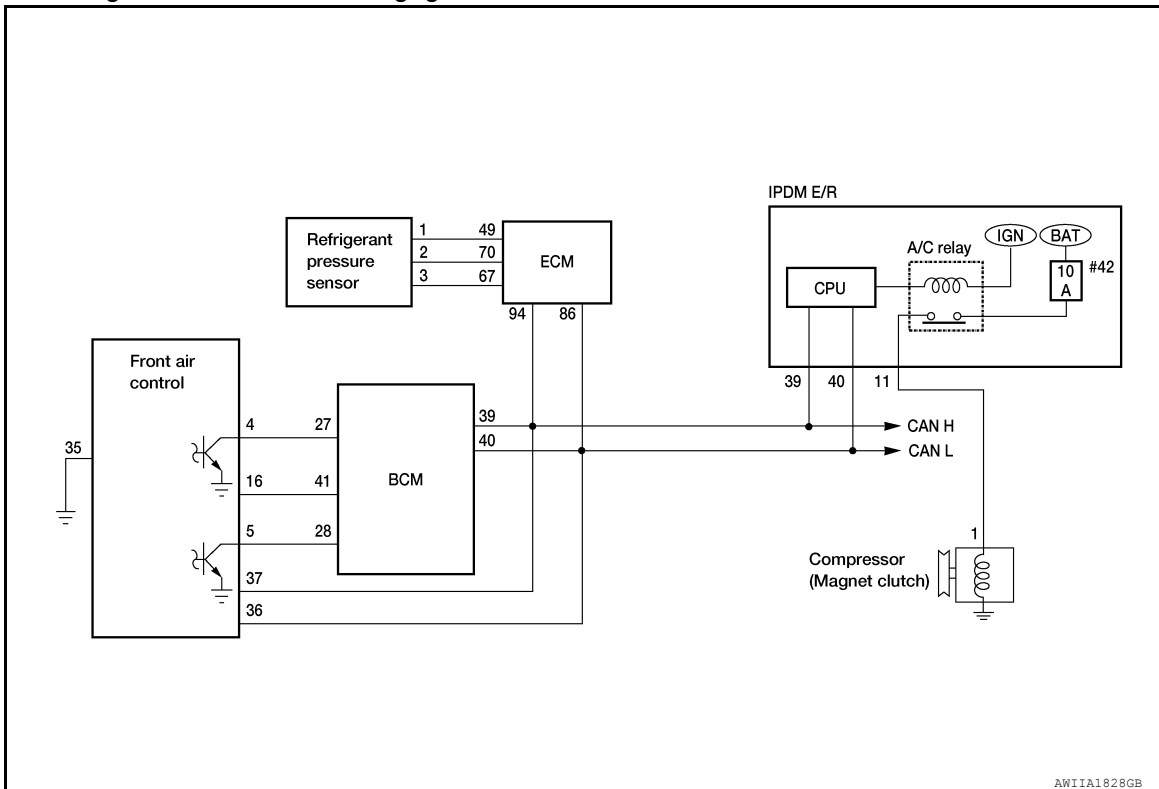 IPDM E/R
A/C relay
IGN
BAT
10
A
#42
CPU
Refrigerant
pressure
sensor
1
2
3
49
70
67
ECM
94
86
39
40
11
Front air
control
35
4
16
5
37
36
27
41
28
BCM
39
40
CAN H
CAN L
1
Compressor
(Magnet clutch)
AWIIA1828GB